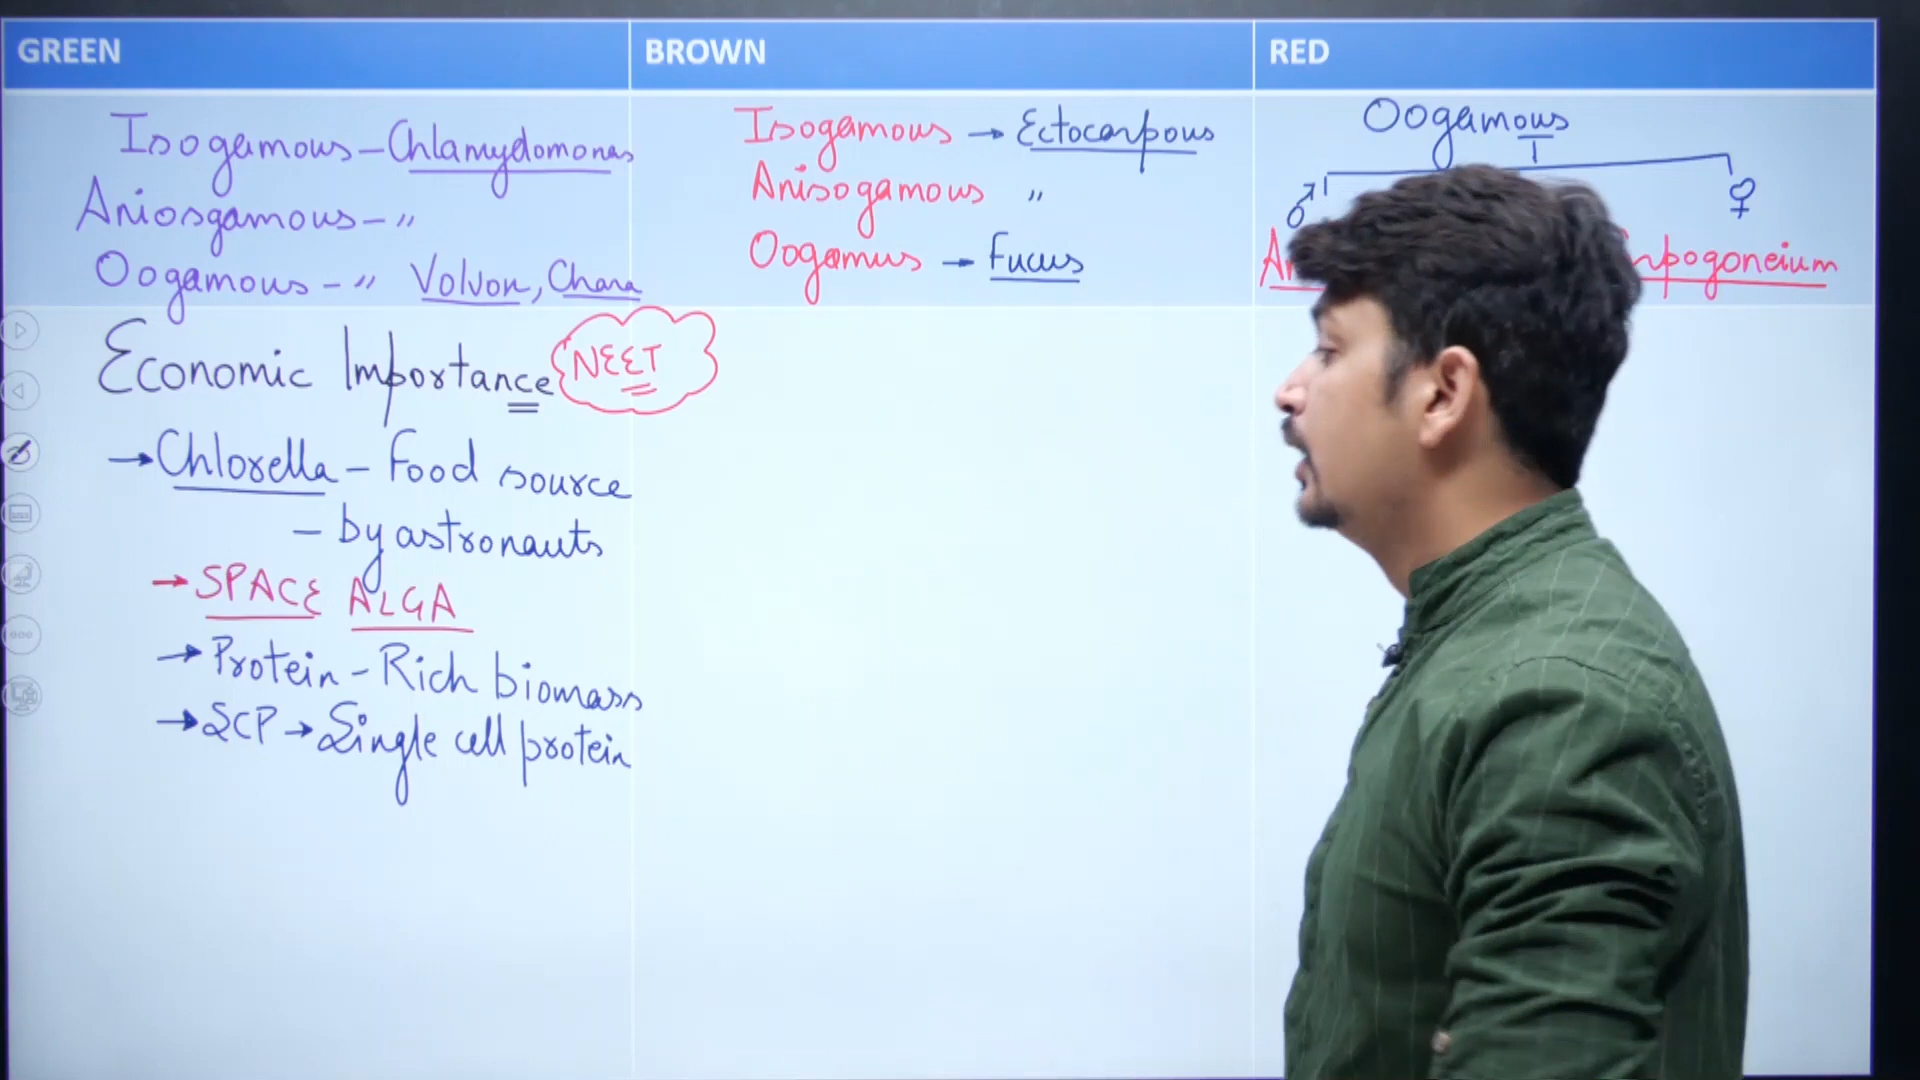 GREEN
BROWN
RED
Isogamous - Chlamydomonas
Aniosgamous - "
Oogamous - " Volvox, Chara
Isogamous → Ectocarpous
Anisogamous "
Oogamus → Fucus
Oogamous
♂ ♀
Economic Importance
NEET
→ Chlorella - Food source
- by astronauts
→ SPACE ALGA
→ Protein - Rich biomass
→ SCP → Single cell protein